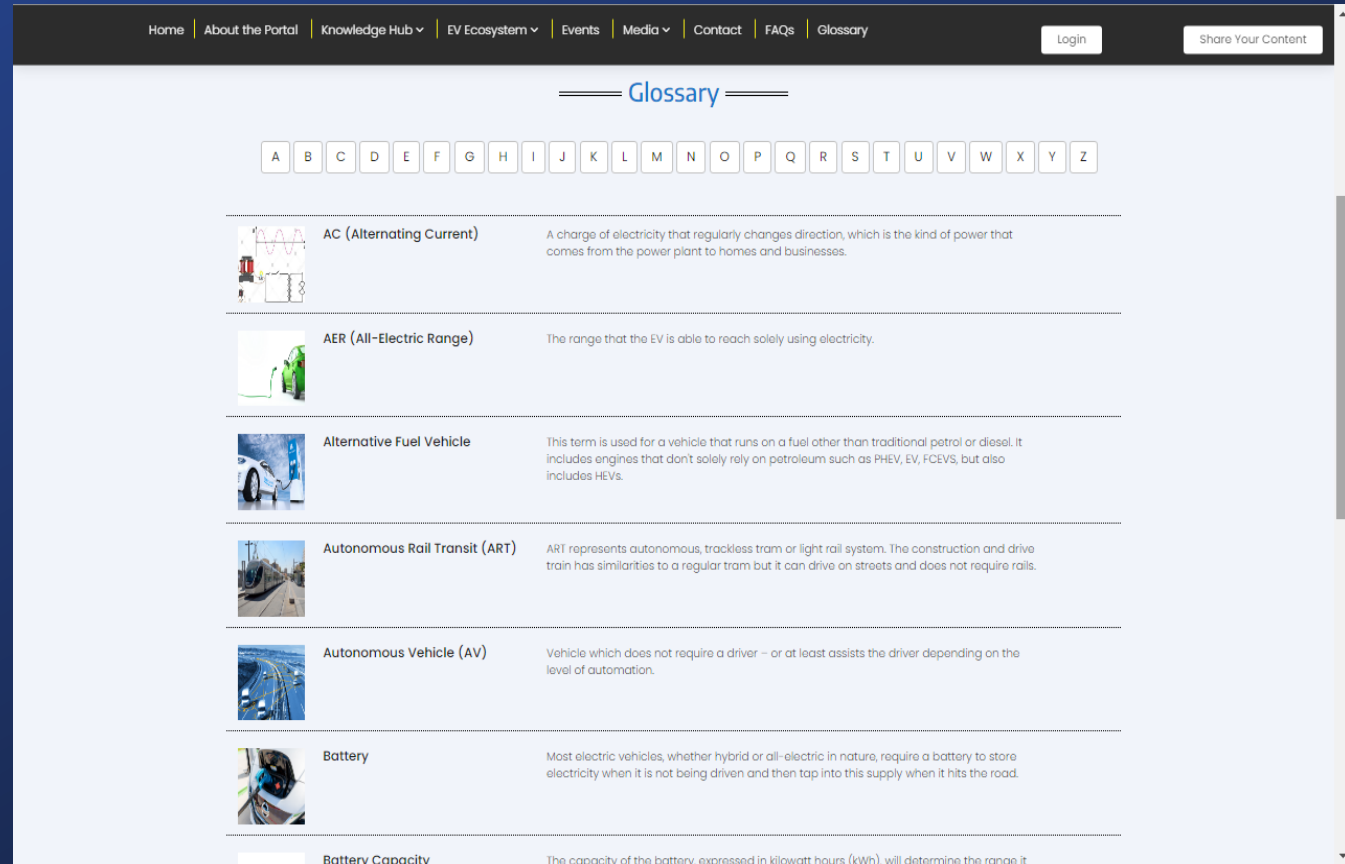 Home About the Portal Knowledge Hub EV Ecosystem Events Media Contact FAQs Glossary Login Share Your Content
Glossary
A B C D E F G H I J K L M N O P Q R S T U V W X Y Z
AC (Alternating Current)
A charge of electricity that regularly changes direction, which is the kind of power that
comes from the power plant to homes and businesses.
AER (All-Electric Range)
The range that the EV is able to reach solely using electricity.
Alternative Fuel Vehicle
This term is used for a vehicle that runs on a fuel other than traditional petrol or diesel. It
includes engines that don't solely rely on petroleum such as PHEV, EV, FCEVS, but also
includes HEVs.
Autonomous Rail Transit (ART)
ART represents autonomous, trackless tram or light rail system. The construction and drive
train has similarities to a regular tram but it can drive on streets and does not require rails.
Autonomous Vehicle (AV)
Vehicle which does not require a driver – or at least assists the driver depending on the
level of automation.
Battery
Most electric vehicles, whether hybrid or all-electric in nature, require a battery to store
electricity when it is not being driven and then tap into this supply when it hits the road.
Battery Capacity
The capacity of the battery, expressed in kilowatt hours (kWh), will determine the range it